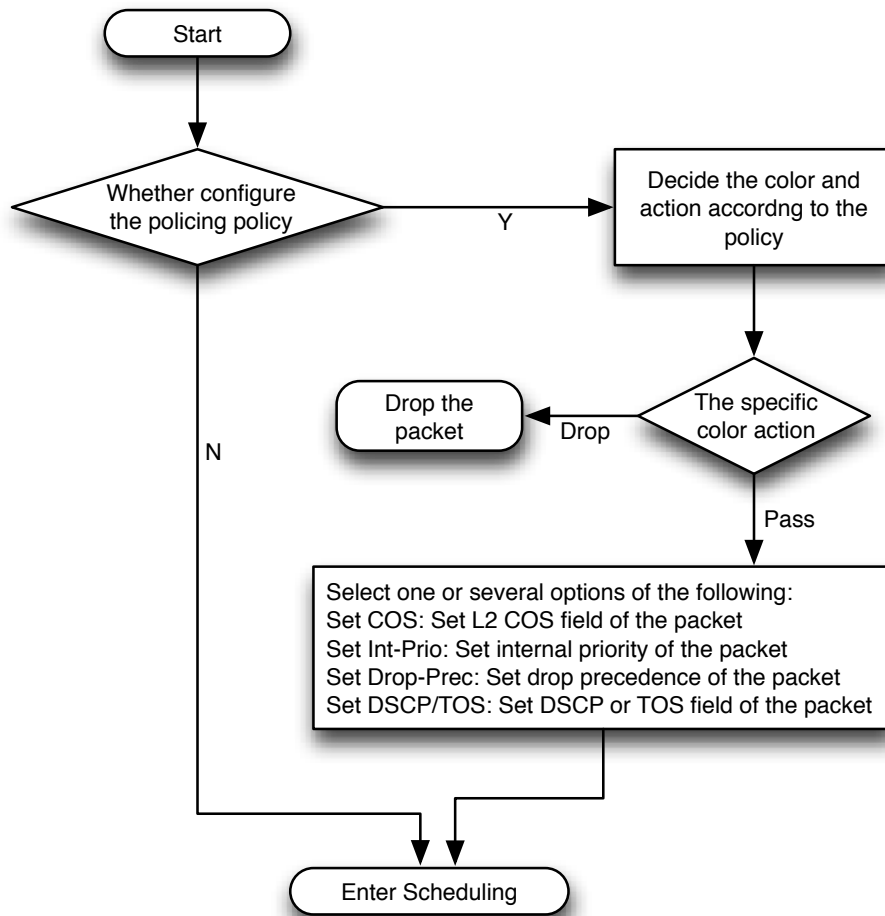 Start
Whether configure
the policing policy
Y
Decide the color and
action accordng to the
policy
The specific
color action
Drop
Drop the
packet
N
Pass
Select one or several options of the following:
Set COS: Set L2 COS field of the packet
Set Int-Prio: Set internal priority of the packet
Set Drop-Prec: Set drop precedence of the packet
Set DSCP/TOS: Set DSCP or TOS field of the packet
Enter Scheduling